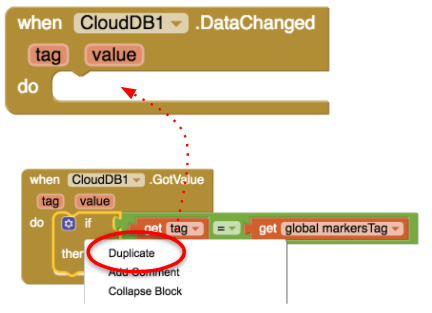 when CloudDB1 .DataChanged
tag value
do
when CloudDB1 .GotValue
tag value
do if get tag = get global markersTag
then
Duplicate
Add Comment
Collapse Block